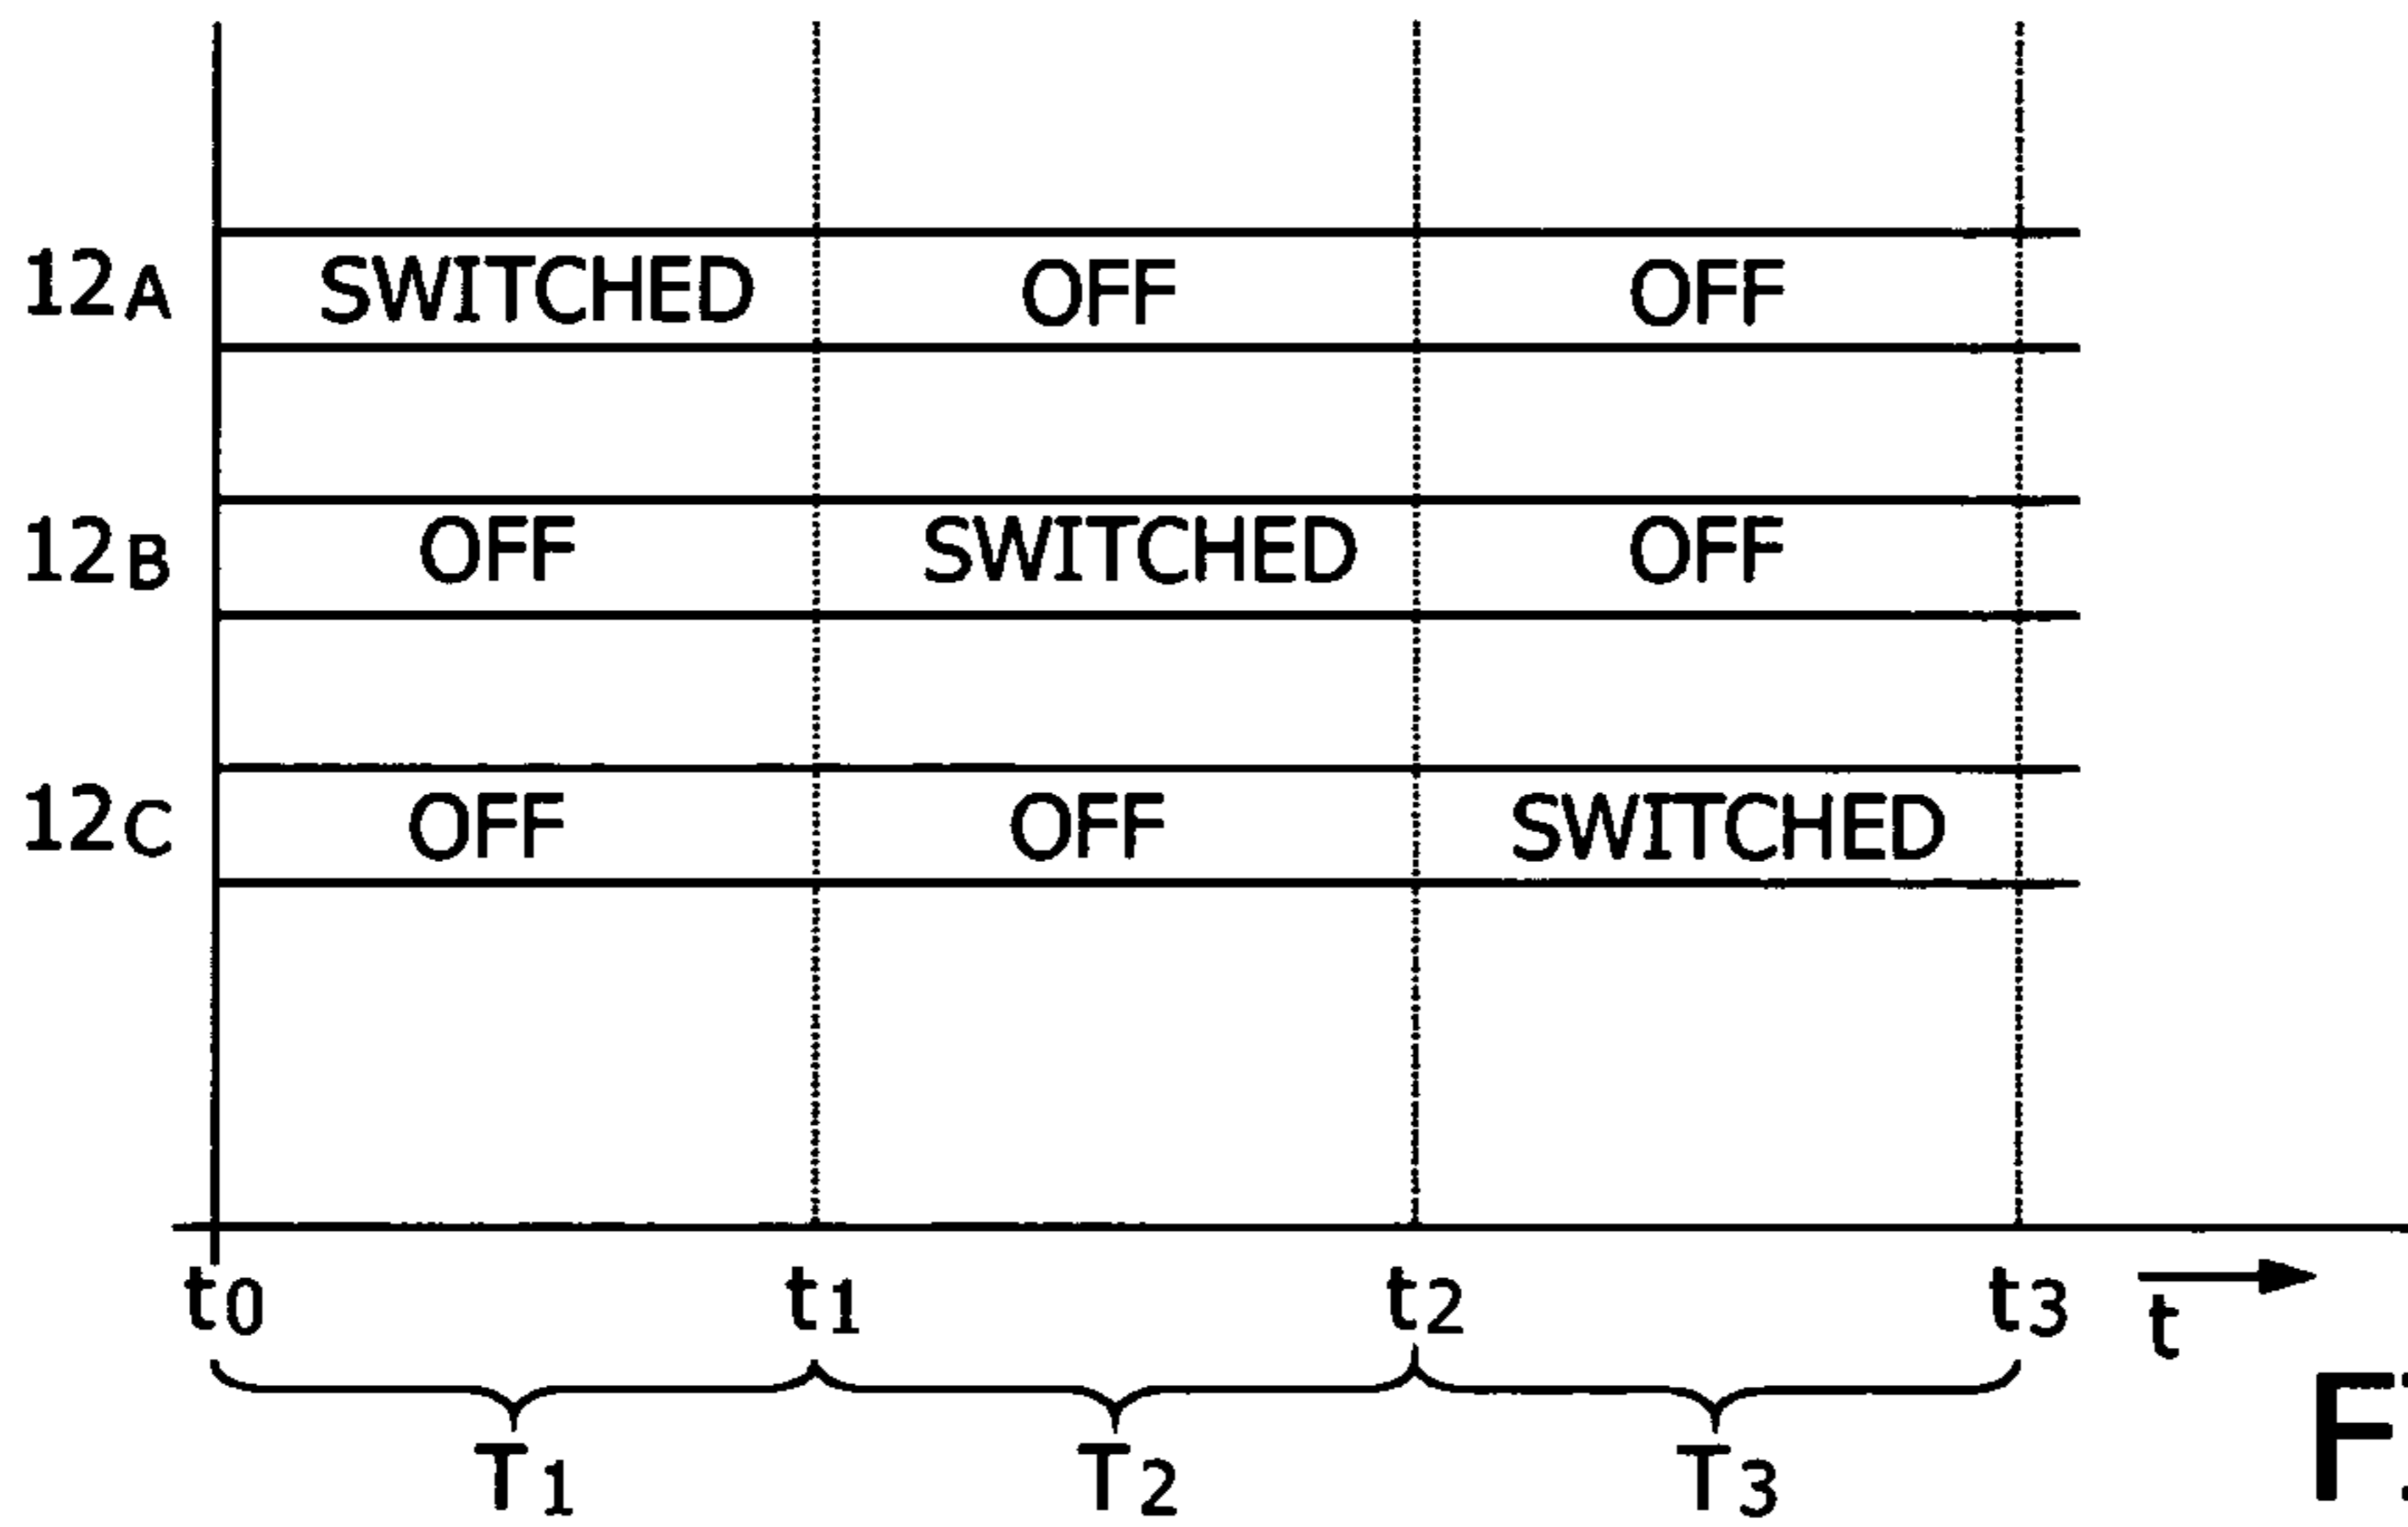 12A SWITCHED OFF OFF
12B OFF SWITCHED OFF
12C OFF OFF SWITCHED
t0 t1 t2 t3 t
T1 T2 T3